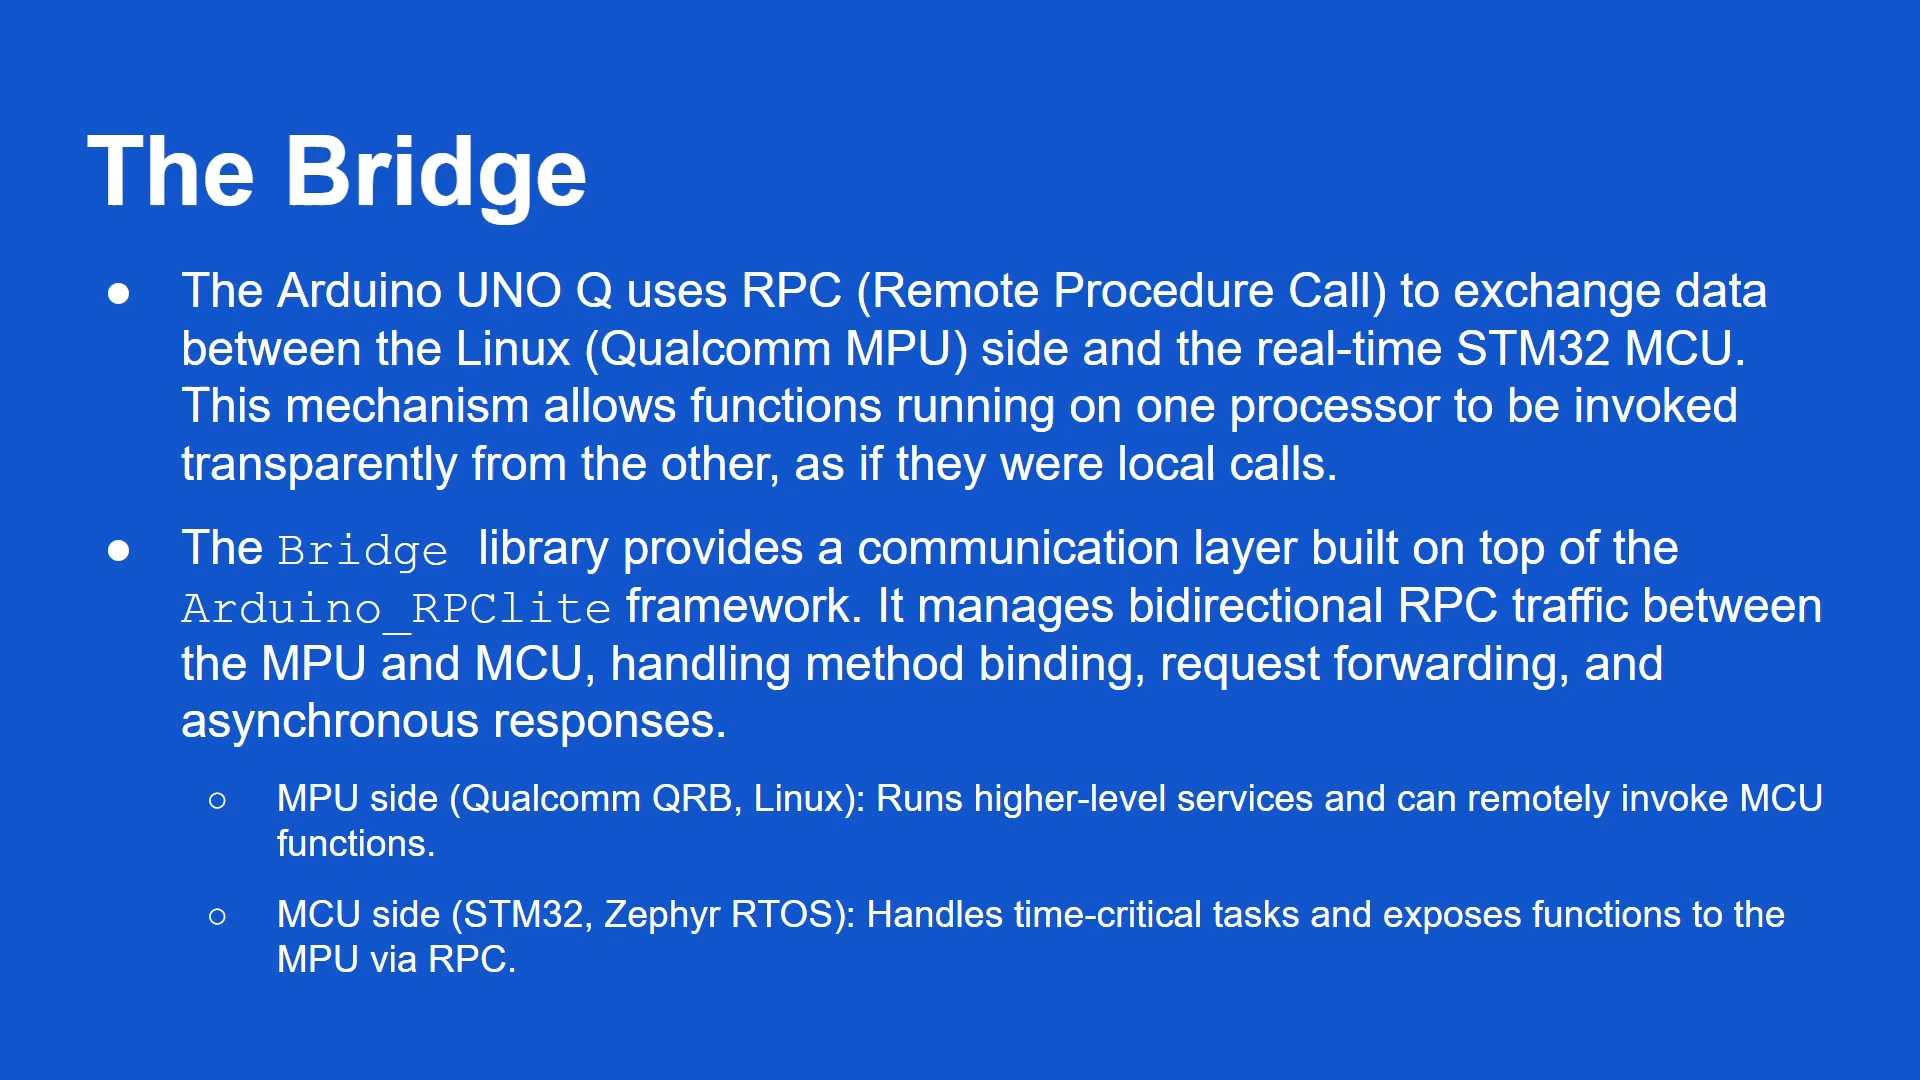 The Bridge
● The Arduino UNO Q uses RPC (Remote Procedure Call) to exchange data
between the Linux (Qualcomm MPU) side and the real-time STM32 MCU.
This mechanism allows functions running on one processor to be invoked
transparently from the other, as if they were local calls.
● The Bridge library provides a communication layer built on top of the
Arduino_RPClite framework. It manages bidirectional RPC traffic between
the MPU and MCU, handling method binding, request forwarding, and
asynchronous responses.
○ MPU side (Qualcomm QRB, Linux): Runs higher-level services and can remotely invoke MCU
functions.
○ MCU side (STM32, Zephyr RTOS): Handles time-critical tasks and exposes functions to the
MPU via RPC.